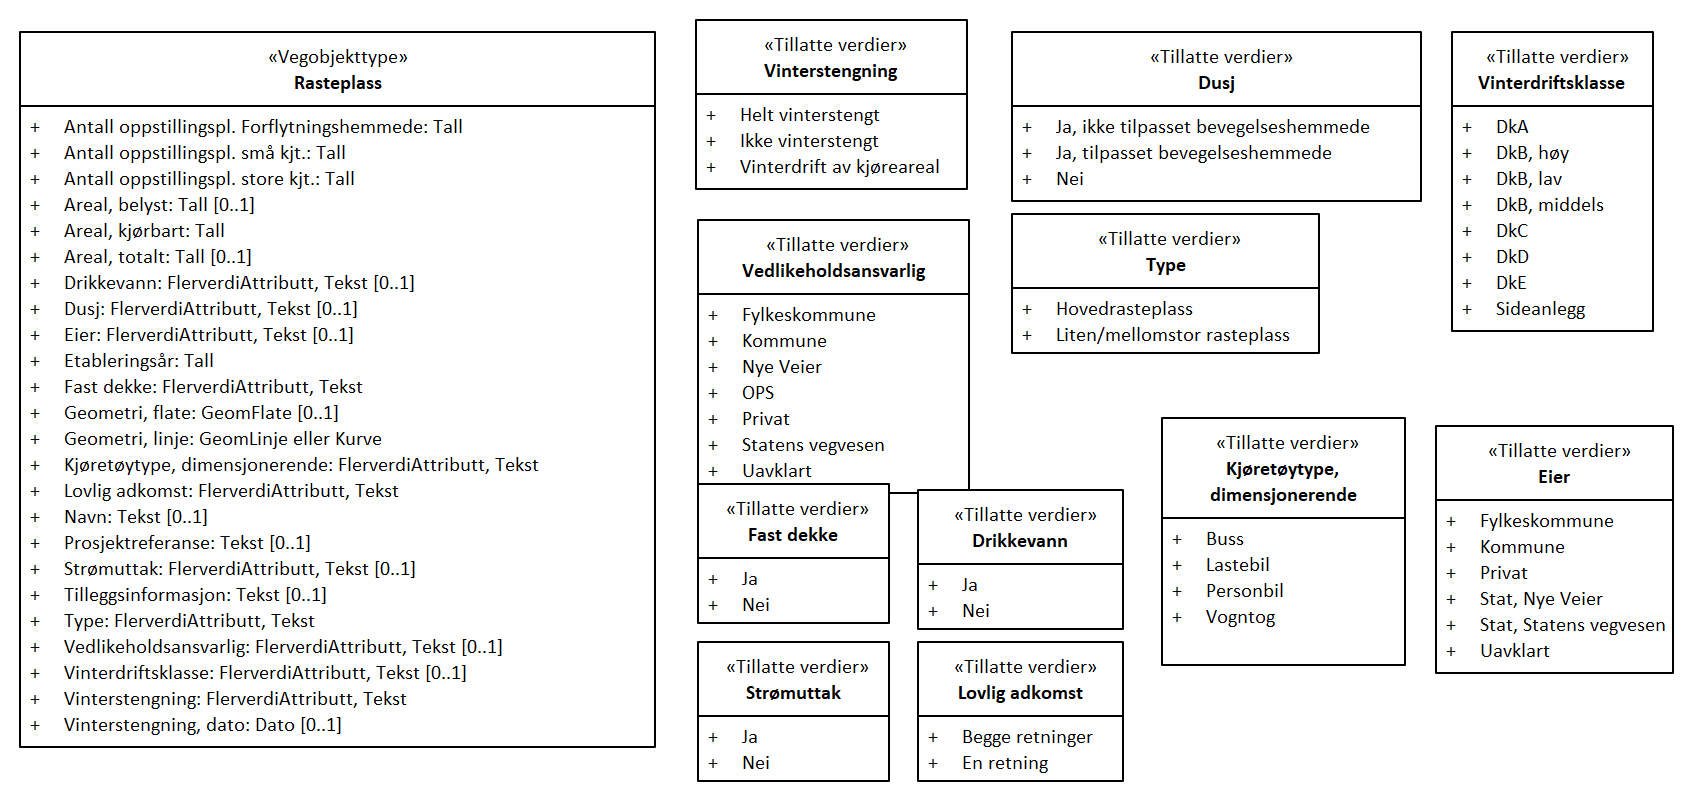 «Vegobjekttype»
Rasteplass
+ Antall oppstillingspl. Forflytningshemmede: Tall
+ Antall oppstillingspl. små kjt.: Tall
+ Antall oppstillingspl. store kjt.: Tall
+ Areal, belyst: Tall [0..1]
+ Areal, kjørbart: Tall
+ Areal, totalt: Tall [0..1]
+ Drikkevann: FlerverdiAttributt, Tekst [0..1]
+ Dusj: FlerverdiAttributt, Tekst [0..1]
+ Eier: FlerverdiAttributt, Tekst [0..1]
+ Etableringsår: Tall
+ Fast dekke: FlerverdiAttributt, Tekst
+ Geometri, flate: GeomFlate [0..1]
+ Geometri, linje: GeomLinje eller Kurve
+ Kjøretøytype, dimensjonerende: FlerverdiAttributt, Tekst
+ Lovlig adkomst: FlerverdiAttributt, Tekst
+ Navn: Tekst [0..1]
+ Prosjektreferanse: Tekst [0..1]
+ Strømuttak: FlerverdiAttributt, Tekst [0..1]
+ Tilleggsinformasjon: Tekst [0..1]
+ Type: FlerverdiAttributt, Tekst
+ Vedlikeholdsansvarlig: FlerverdiAttributt, Tekst [0..1]
+ Vinterdriftsklasse: FlerverdiAttributt, Tekst [0..1]
+ Vinterstengning: FlerverdiAttributt, Tekst
+ Vinterstengning, dato: Dato [0..1]
«Tillatte verdier»
Vinterstengning
+ Helt vinterstengt
+ Ikke vinterstengt
+ Vinterdrift av kjøreareal
«Tillatte verdier»
Vedlikeholdsansvarlig
+ Fylkeskommune
+ Kommune
+ Nye Veier
+ OPS
+ Privat
+ Statens vegvesen
+ Uavklart
«Tillatte verdier»
Fast dekke
+ Ja
+ Nei
«Tillatte verdier»
Drikkevann
+ Ja
+ Nei
«Tillatte verdier»
Strømuttak
+ Ja
+ Nei
«Tillatte verdier»
Lovlig adkomst
+ Begge retninger
+ En retning
«Tillatte verdier»
Dusj
+ Ja, ikke tilpasset bevegelseshemmede
+ Ja, tilpasset bevegelseshemmede
+ Nei
«Tillatte verdier»
Type
+ Hovedrasteplass
+ Liten/mellomstor rasteplass
«Tillatte verdier»
Vinterdriftsklasse
+ DkA
+ DkB, høy
+ DkB, lav
+ DkB, middels
+ DkC
+ DkD
+ DkE
+ Sideanlegg
«Tillatte verdier»
Kjøretøytype,
dimensjonerende
+ Buss
+ Lastebil
+ Personbil
+ Vogntog
«Tillatte verdier»
Eier
+ Fylkeskommune
+ Kommune
+ Privat
+ Stat, Nye Veier
+ Stat, Statens vegvesen
+ Uavklart